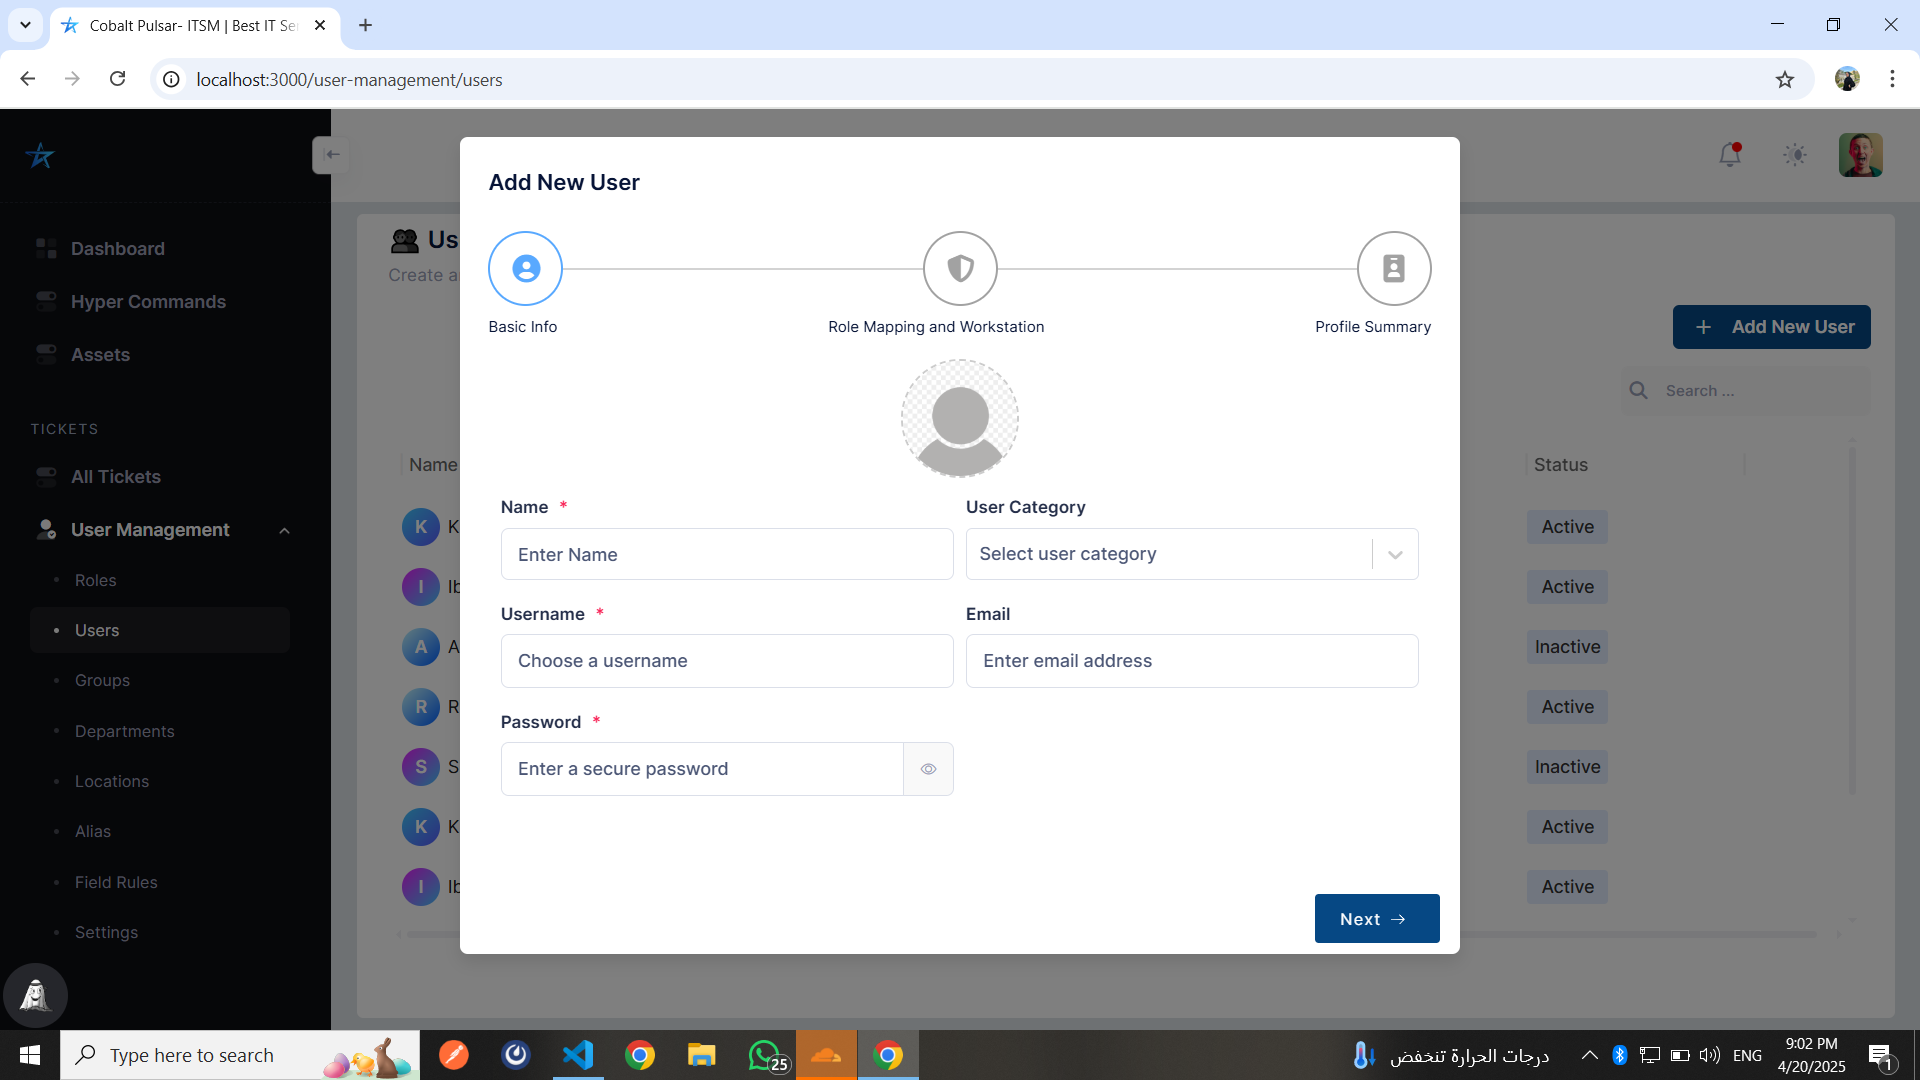 Cobalt Pulsar- ITSM | Best IT Se
localhost:3000/user-management/users
Dashboard
Hyper Commands
Assets
TICKETS
All Tickets
User Management
Roles
Users
Groups
Departments
Locations
Alias
Field Rules
Settings
Us
Create a
Add New User
Search ...
Name
Status
K
K
Active
I
Ib
Active
A
A
Inactive
R
R
Active
S
S
Inactive
K
K
Active
I
Ib
Active
Add New User
Basic Info
Role Mapping and Workstation
Profile Summary
Name *
User Category
Enter Name
Select user category
Username *
Email
Choose a username
Enter email address
Password *
Enter a secure password
Next
Type here to search
25
درجات الحرارة تنخفض
ENG
9:02 PM
4/20/2025
1